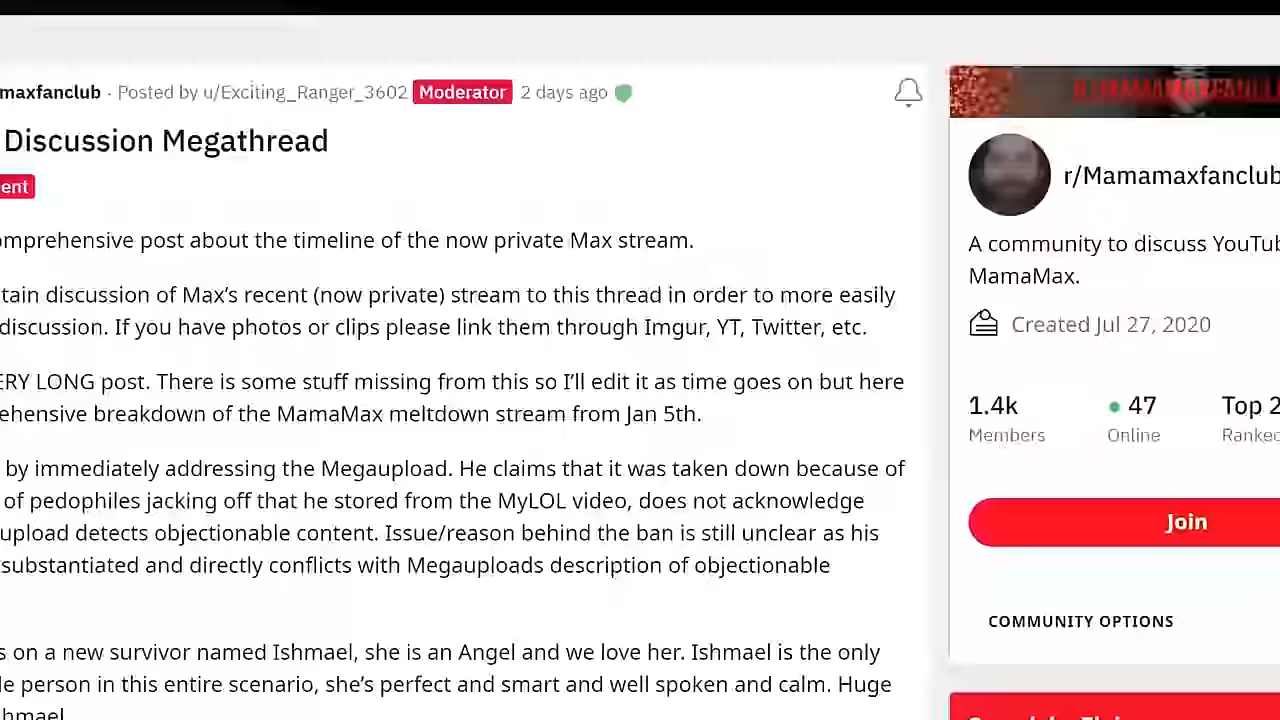 maxfanclub · Posted by u/Exciting_Ranger_3602 Moderator 2 days ago
Discussion Megathread
ent
omprehensive post about the timeline of the now private Max stream.
tain discussion of Max's recent (now private) stream to this thread in order to more easily
discussion. If you have photos or clips please link them through Imgur, YT, Twitter, etc.
ERY LONG post. There is some stuff missing from this so I'll edit it as time goes on but here
ehensive breakdown of the MamaMax meltdown stream from Jan 5th.
by immediately addressing the Megaupload. He claims that it was taken down because of
of pedophiles jacking off that he stored from the MyLOL video, does not acknowledge
upload detects objectionable content. Issue/reason behind the ban is still unclear as his
substantiated and directly conflicts with Megauploads description of objectionable
s on a new survivor named Ishmael, she is an Angel and we love her. Ishmael is the only
le person in this entire scenario, she's perfect and smart and well spoken and calm. Huge
hmael
r/Mamamaxfanclub
A community to discuss YouTub
MamaMax.
Created Jul 27, 2020
1.4k 47 Top 2
Members Online Ranked
Join
COMMUNITY OPTIONS